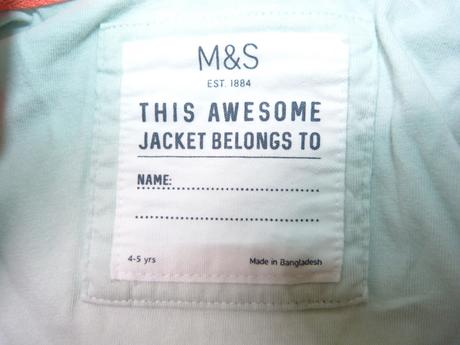 M&S
EST. 1884
THIS AWESOME
JACKET BELONGS TO
NAME:
4-5 yrs Made in Bangladesh